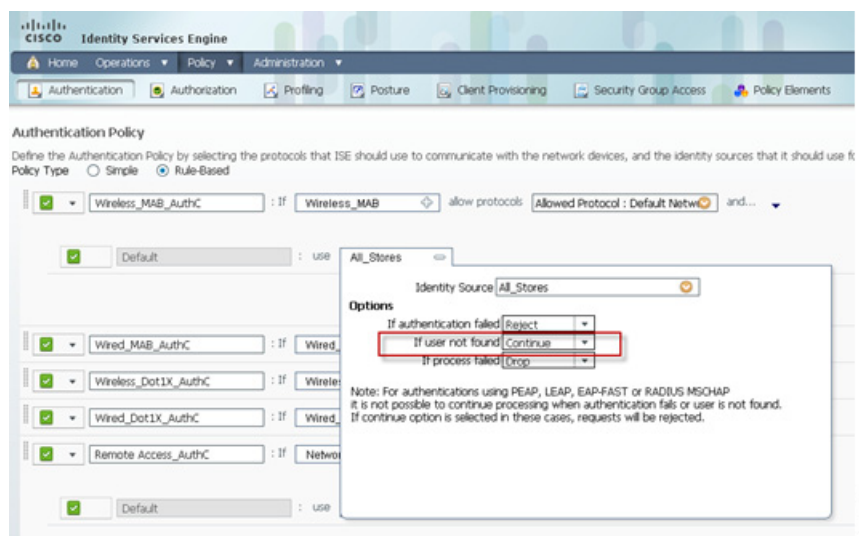 CISCO Identity Services Engine
Home Operations Policy Administration
Authentication Authorization Profiling Posture Client Provisioning Security Group Access Policy Elements
Authentication Policy
Define the Authentication Policy by selecting the protocols that ISE should use to communicate with the network devices, and the identity sources that it should use fo
Policy Type Simple Rule-Based
Wireless_MAB_AuthC : If Wireless_MAB allow protocols Allowed Protocol : Default Netwo and...
Default : use All_Stores
Identity Source All_Stores
Options
If authentication failed Reject
If user not found Continue
If process failed Drop
Note: For authentications using PEAP, LEAP, EAP-FAST or RADIUS MSCHAP
it is not possible to continue processing when authentication fails or user is not found.
If continue option is selected in these cases, requests will be rejected.
Wired_MAB_AuthC : If Wired_
Wireless_Dot1X_AuthC : If Wirele
Wired_Dot1X_AuthC : If Wired_
Remote Access_AuthC : If Networ
Default : use